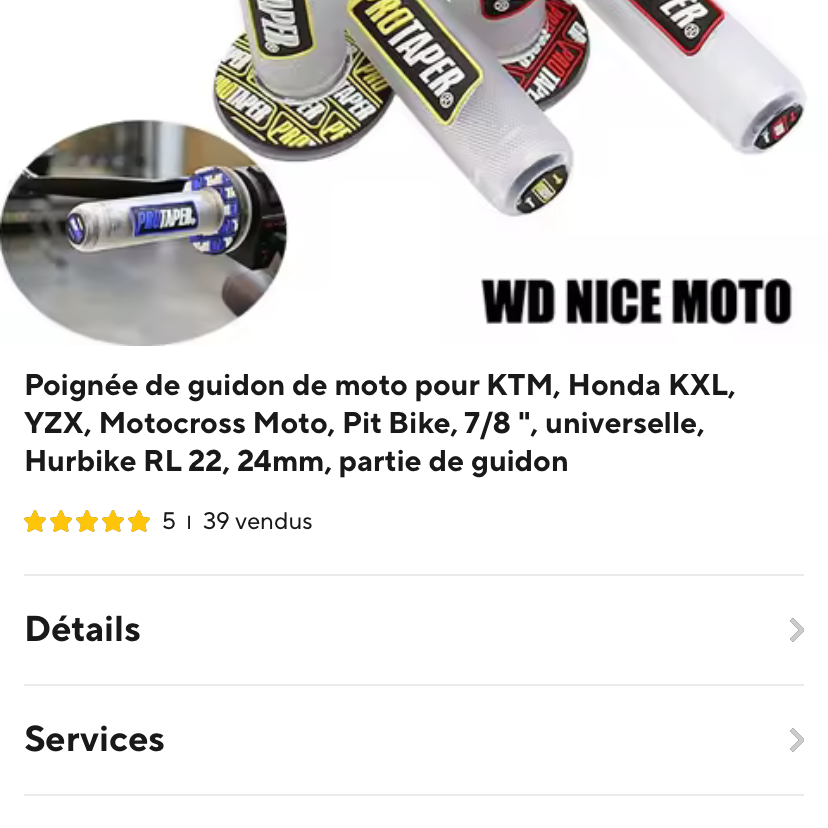 PROTAPER®
PROTAPER
PROTAPER®
WD NICE MOTO
Poignée de guidon de moto pour KTM, Honda KXL,
YZX, Motocross Moto, Pit Bike, 7/8 ", universelle,
Hurbike RL 22, 24mm, partie de guidon
5 | 39 vendus
Détails
Services